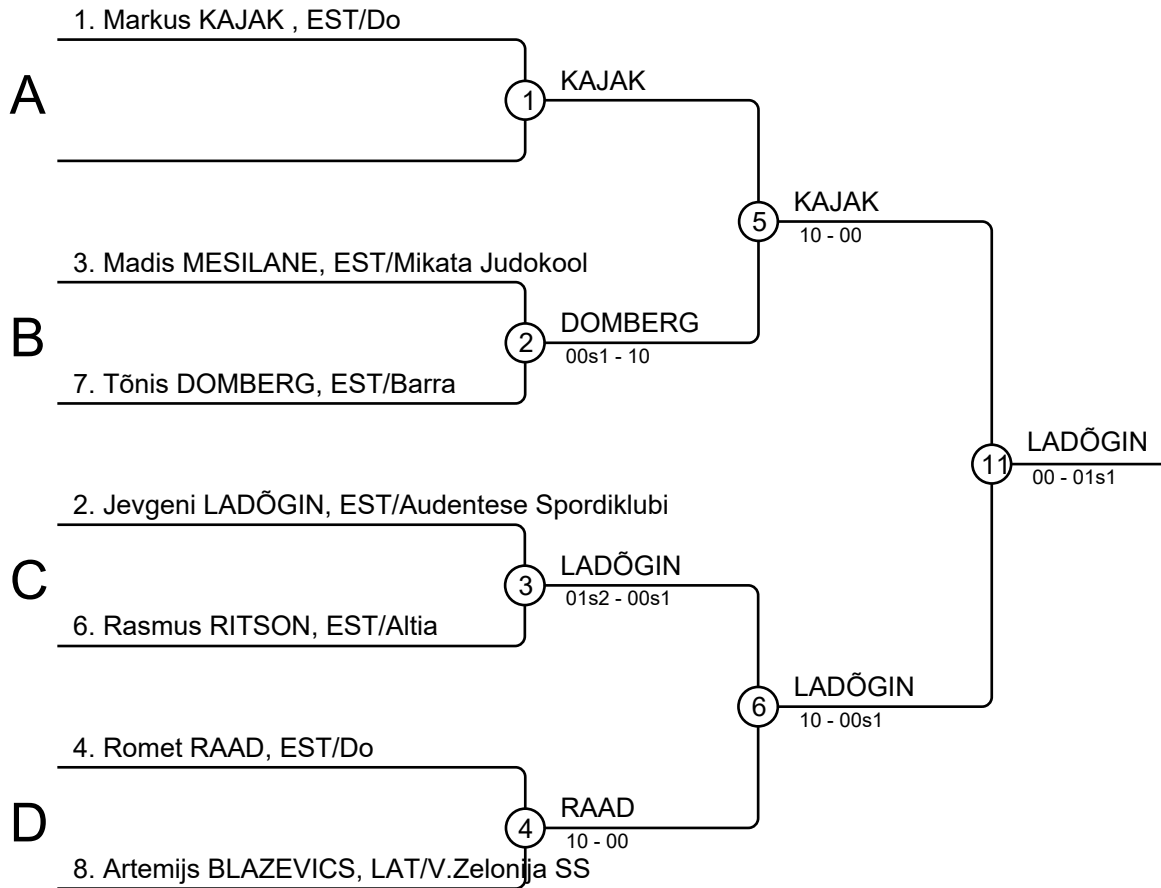 1. Markus KAJAK , EST/Do
A
1
KAJAK
5
KAJAK
10 - 00
3. Madis MESILANE, EST/Mikata Judokool
B
2
DOMBERG
00s1 - 10
7. Tõnis DOMBERG, EST/Barra
11
LADÕGIN
00 - 01s1
2. Jevgeni LADÕGIN, EST/Audentese Spordiklubi
C
3
LADÕGIN
01s2 - 00s1
6. Rasmus RITSON, EST/Altia
6
LADÕGIN
10 - 00s1
4. Romet RAAD, EST/Do
D
4
RAAD
10 - 00
8. Artemijs BLAZEVICS, LAT/V.Zelonija SS